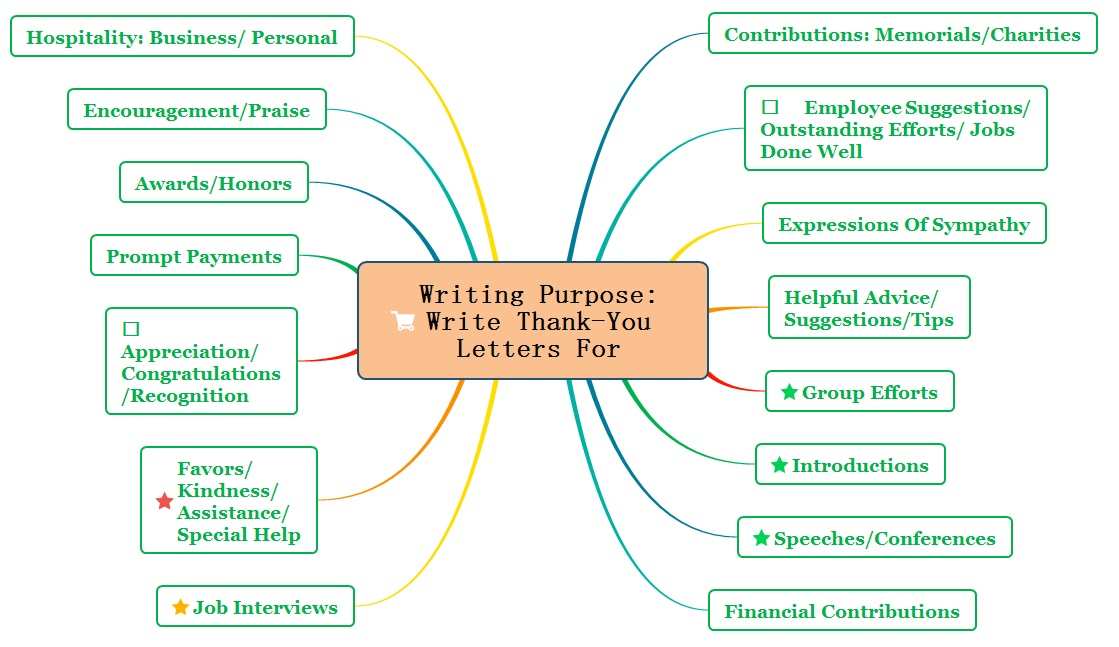 Writing Purpose:
Write Thank-You
Letters For
Hospitality: Business/ Personal
Encouragement/Praise
Awards/Honors
Prompt Payments
☐
Appreciation/
Congratulations
/Recognition
Favors/
Kindness/
Assistance/
Special Help
Job Interviews
Contributions: Memorials/Charities
☐ Employee Suggestions/
Outstanding Efforts/ Jobs
Done Well
Expressions Of Sympathy
Helpful Advice/
Suggestions/Tips
Group Efforts
Introductions
Speeches/Conferences
Financial Contributions